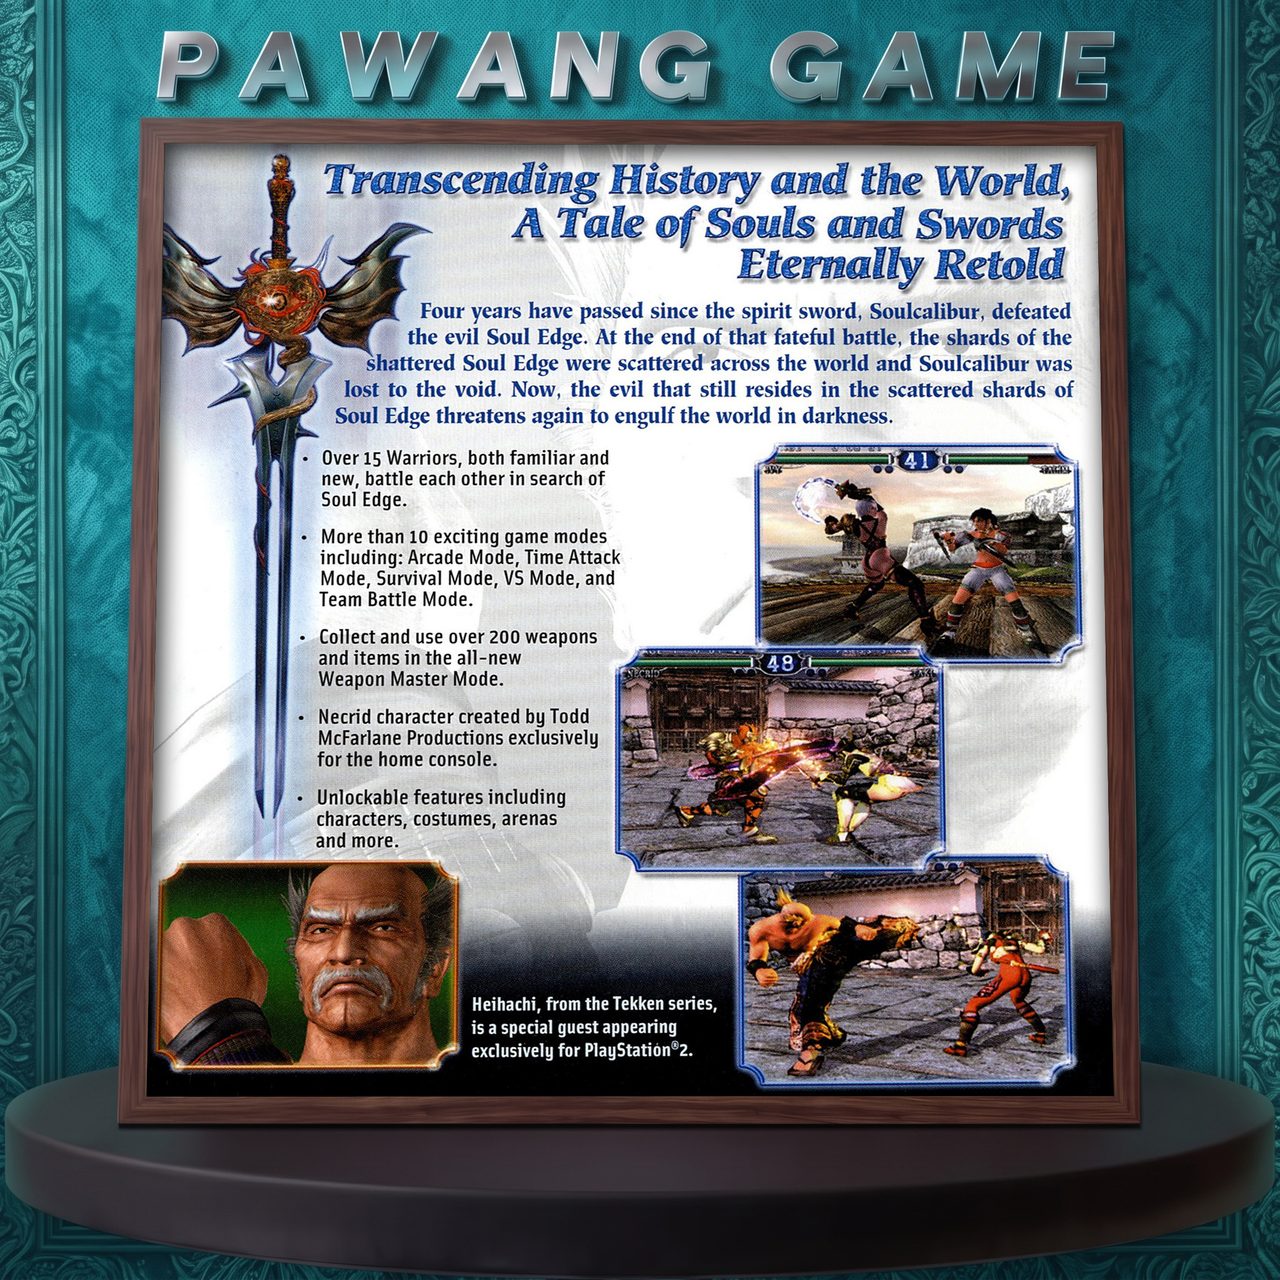 PAWANG GAME
Transcending History and the World,
A Tale of Souls and Swords
Eternally Retold
Four years have passed since the spirit sword, Soulcalibur, defeated
the evil Soul Edge. At the end of that fateful battle, the shards of the
shattered Soul Edge were scattered across the world and Soulcalibur was
lost to the void. Now, the evil that still resides in the scattered shards of
Soul Edge threatens again to engulf the world in darkness.
• Over 15 Warriors, both familiar and
new, battle each other in search of
Soul Edge.
• More than 10 exciting game modes
including: Arcade Mode, Time Attack
Mode, Survival Mode, VS Mode, and
Team Battle Mode.
• Collect and use over 200 weapons
and items in the all-new
Weapon Master Mode.
• Necrid character created by Todd
McFarlane Productions exclusively
for the home console.
• Unlockable features including
characters, costumes, arenas
and more.
41
IVY
48
NECRID
Heihachi, from the Tekken series,
is a special guest appearing
exclusively for PlayStation®2.